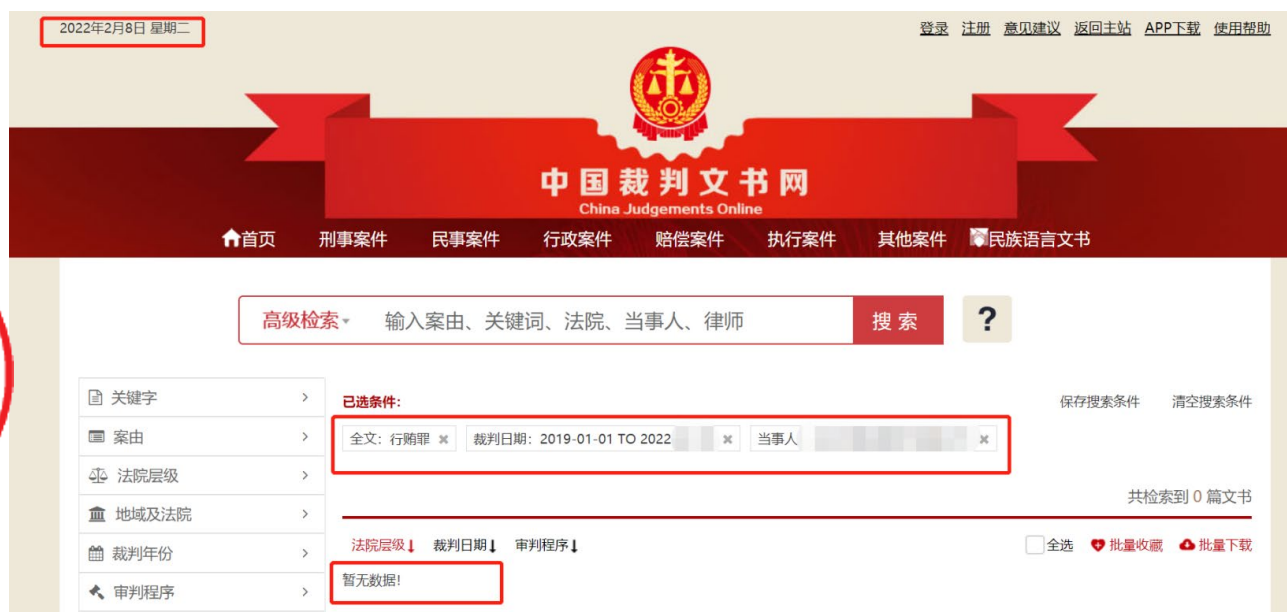 2022年2月8日 星期二
登录 注册 意见建议 返回主站 APP下载 使用帮助
中国裁判文书网
China Judgements Online
首页 刑事案件 民事案件 行政案件 赔偿案件 执行案件 其他案件 民族语言文书
高级检索 输入案由、关键词、法院、当事人、律师 搜索 ?
关键字
案由
法院层级
地域及法院
裁判年份
审判程序
已选条件:
保存搜索条件 清空搜索条件
全文: 行贿罪 × 裁判日期: 2019-01-01 TO 2022 × 当事人 ×
共检索到 0 篇文书
法院层级 裁判日期 审判程序
全选 批量收藏 批量下载
暂无数据!